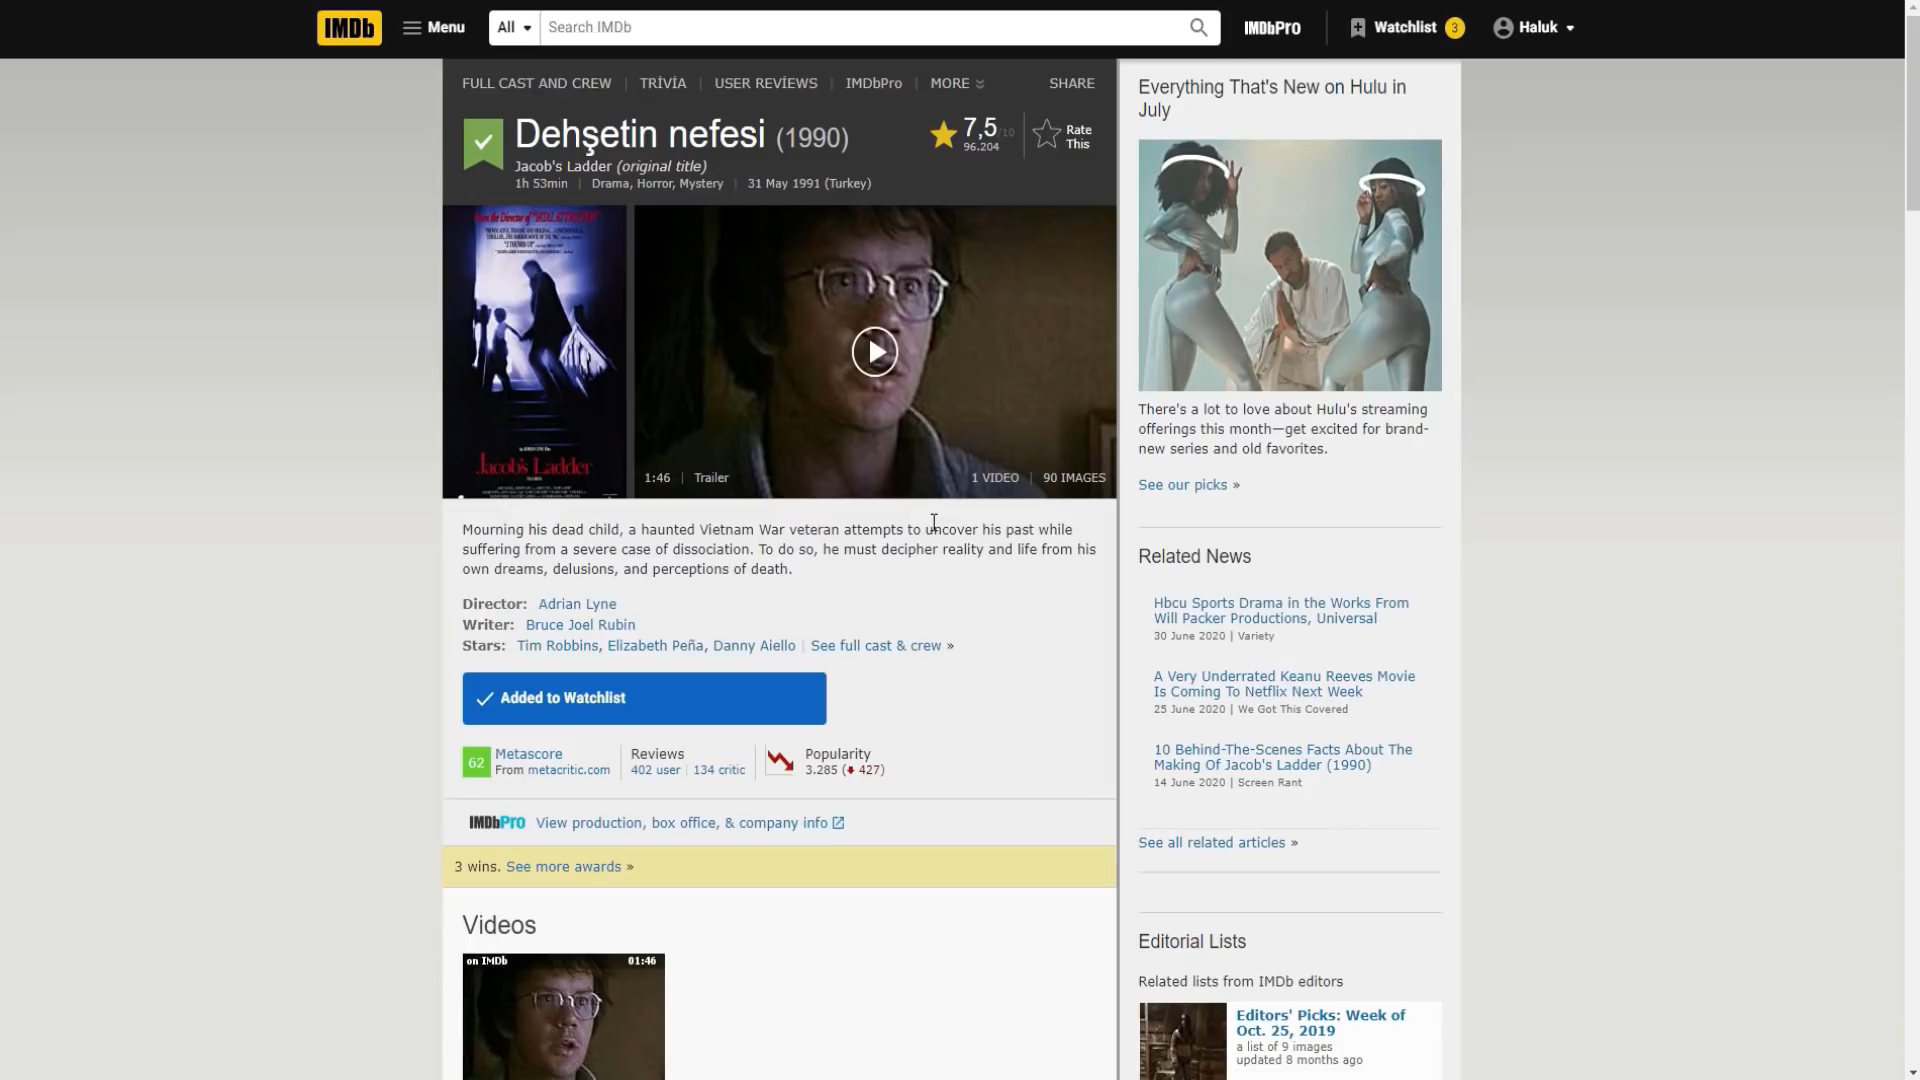 IMDb
Menu
All
Search IMDb
IMDbPro
Watchlist 3
Haluk
FULL CAST AND CREW
TRİVİA
USER REVİEWS
IMDbPro
MORE
SHARE
Dehşetin nefesi (1990)
Jacob's Ladder (original title)
1h 53min | Drama, Horror, Mystery | 31 May 1991 (Turkey)
7,5/10
96.204
Rate
This
Jacob's Ladder
1:46 | Trailer
1 VIDEO | 90 IMAGES
Mourning his dead child, a haunted Vietnam War veteran attempts to uncover his past while
suffering from a severe case of dissociation. To do so, he must decipher reality and life from his
own dreams, delusions, and perceptions of death.
Director: Adrian Lyne
Writer: Bruce Joel Rubin
Stars: Tim Robbins, Elizabeth Peña, Danny Aiello | See full cast & crew »
Added to Watchlist
62
Metascore
From metacritic.com
Reviews
402 user | 134 critic
Popularity
3.285 (427)
IMDbPro View production, box office, & company info
3 wins. See more awards »
Videos
on IMDb 01:46
Everything That's New on Hulu in
July
There's a lot to love about Hulu's streaming
offerings this month—get excited for brand-
new series and old favorites.
See our picks »
Related News
Hbcu Sports Drama in the Works From
Will Packer Productions, Universal
30 June 2020 | Variety
A Very Underrated Keanu Reeves Movie
Is Coming To Netflix Next Week
25 June 2020 | We Got This Covered
10 Behind-The-Scenes Facts About The
Making Of Jacob's Ladder (1990)
14 June 2020 | Screen Rant
See all related articles »
Editorial Lists
Related lists from IMDb editors
Editors' Picks: Week of
Oct. 25, 2019
a list of 9 images
updated 8 months ago